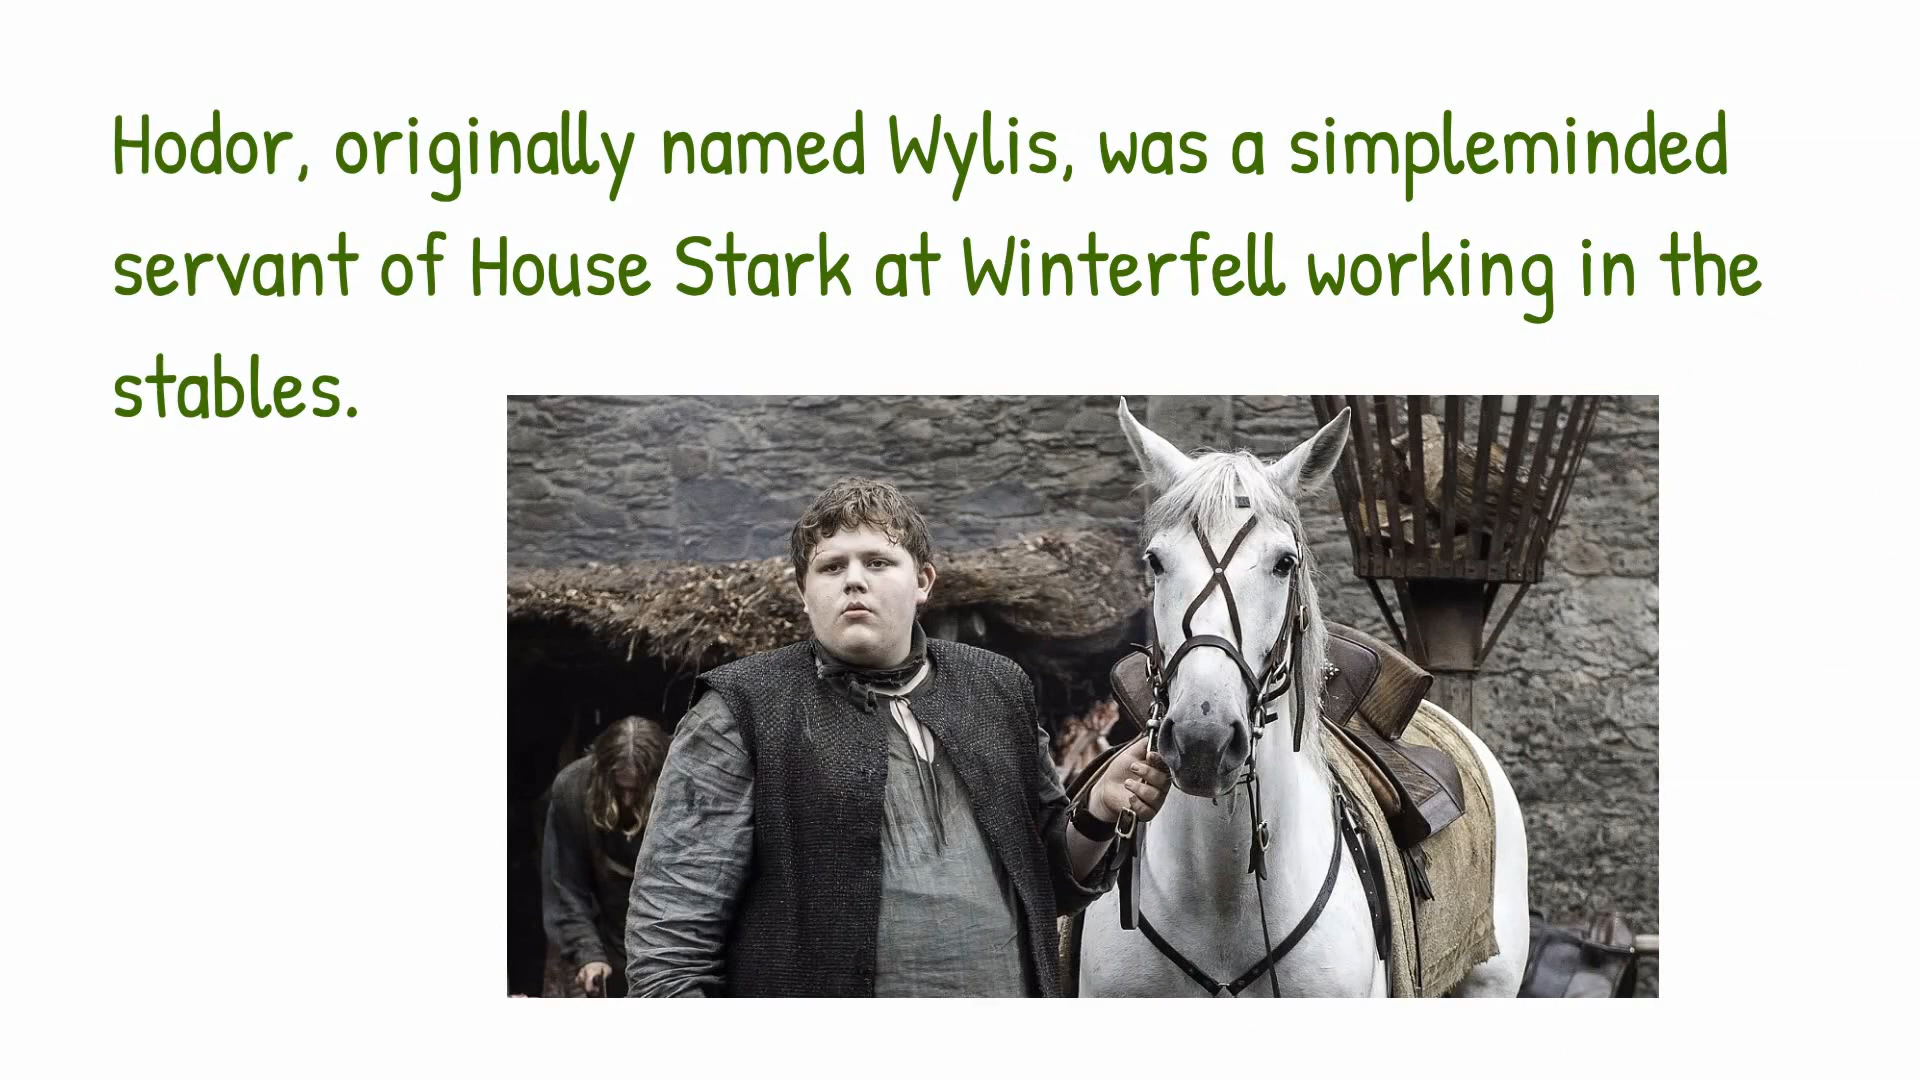 Hodor, originally named Wylis, was a simpleminded
servant of House Stark at Winterfell working in the
stables.